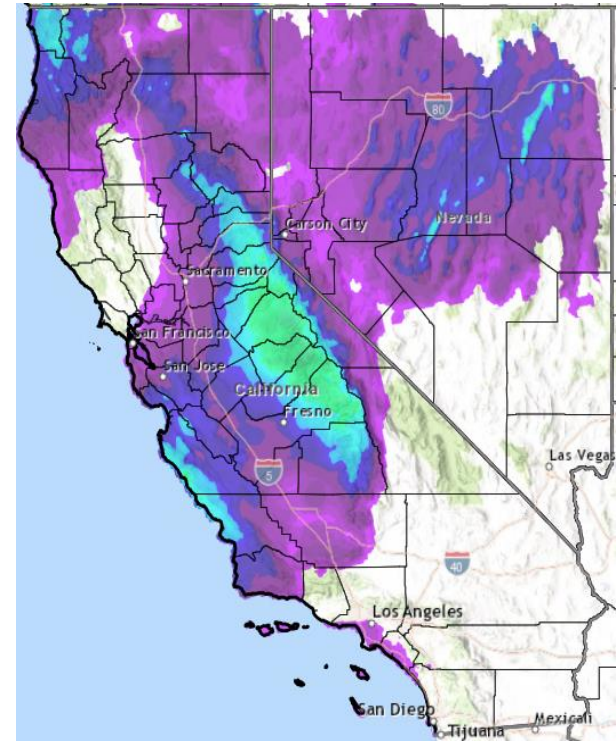 80
Carson City
Nevada
Sacramento
San Francisco
San Jose
California
Fresno
Las Vegas
5
40
Los Angeles
San Diego
Tijuana
Mexicali